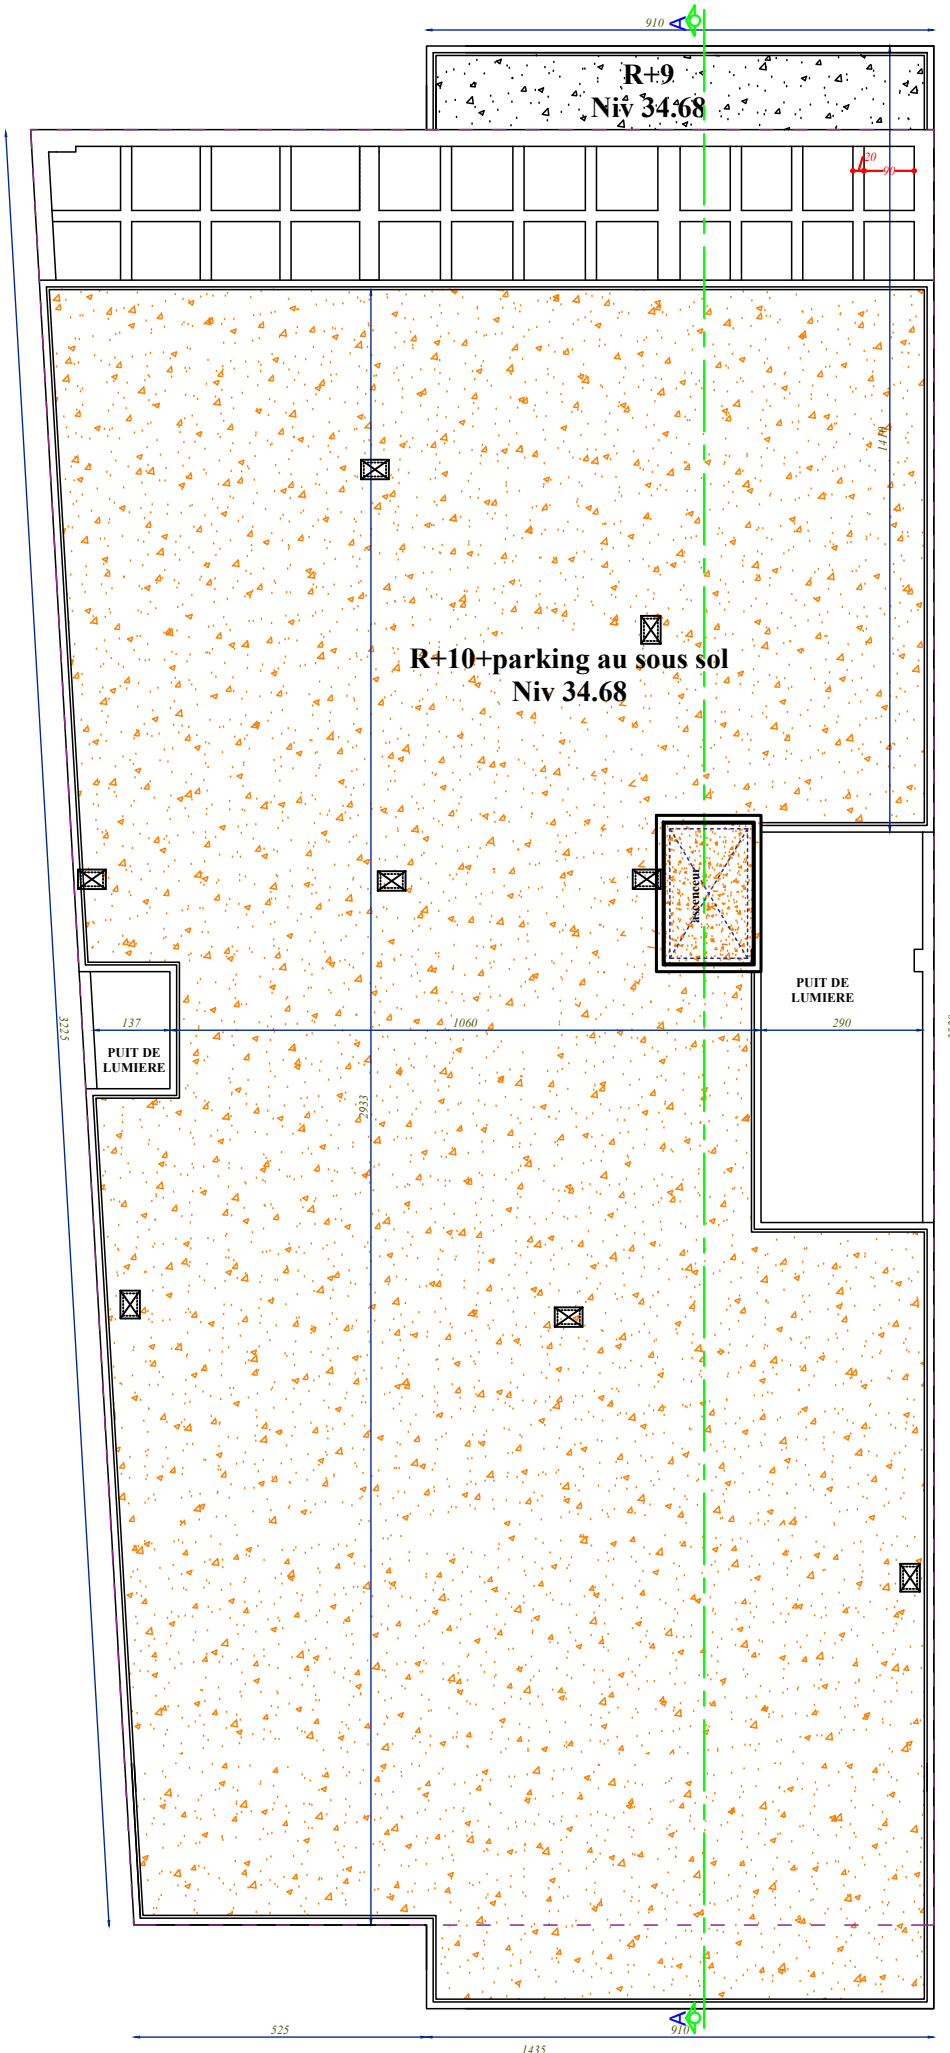 910
A
R+9
Niv 34.68
20
90
1410
R+10+parking au sous sol
Niv 34.68
ascenceur
PUIT DE
LUMIERE
3225
137
1060
290
PUIT DE
LUMIERE
2933
A
525
910
1435